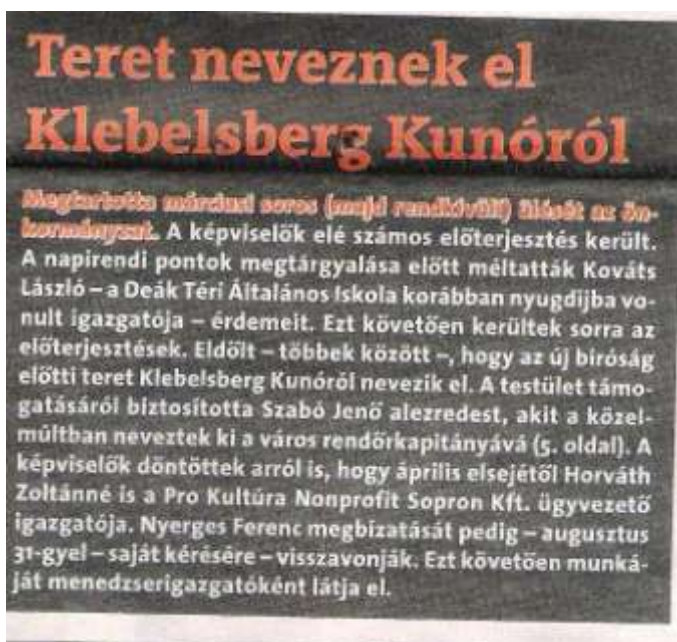 Teret neveznek el
Klebelsberg Kunóról
Megtartotta márciusi soros (majd rendkívüli) ülését az ön-
kormányzat. A képviselők elé számos előterjesztés került.
A napirendi pontok megtárgyalása előtt méltatták Kováts
László – a Deák Téri Általános Iskola korábban nyugdíjba vo-
nult igazgatója – érdemeit. Ezt követően kerültek sorra az
előterjesztések. Eldőlt – többek között –, hogy az új bíróság
előtti teret Klebelsberg Kunóról nevezik el. A testület támo-
gatásáról biztosította Szabó Jenő alezredest, akit a közel-
múltban neveztek ki a város rendőrkapitányává (5. oldal). A
képviselők döntöttek arról is, hogy április elsejétől Horváth
Zoltánné is a Pro Kultúra Nonprofit Sopron Kft. ügyvezető
igazgatója. Nyerges Ferenc megbízatását pedig – augusztus
31-gyel – saját kérésére – visszavonják. Ezt követően munká-
ját menedzserigazgatóként látja el.